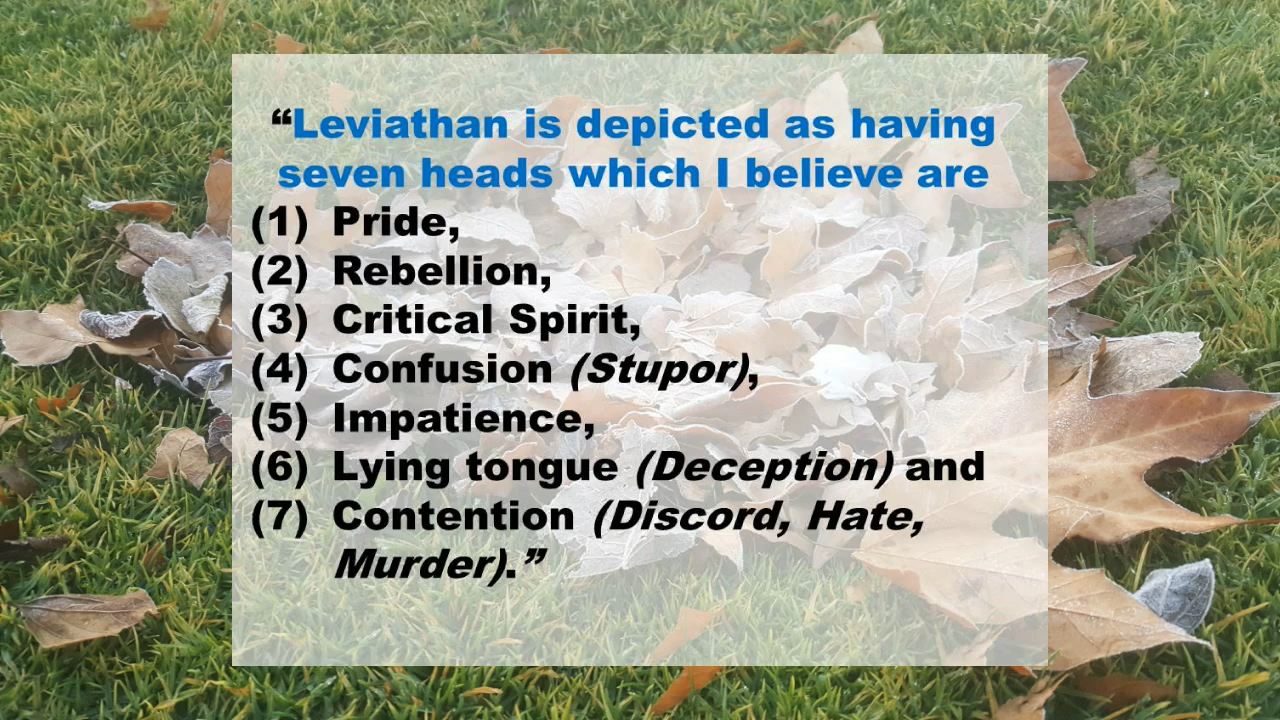 “Leviathan is depicted as having
seven heads which I believe are
(1) Pride,
(2) Rebellion,
(3) Critical Spirit,
(4) Confusion (Stupor),
(5) Impatience,
(6) Lying tongue (Deception) and
(7) Contention (Discord, Hate,
Murder).”